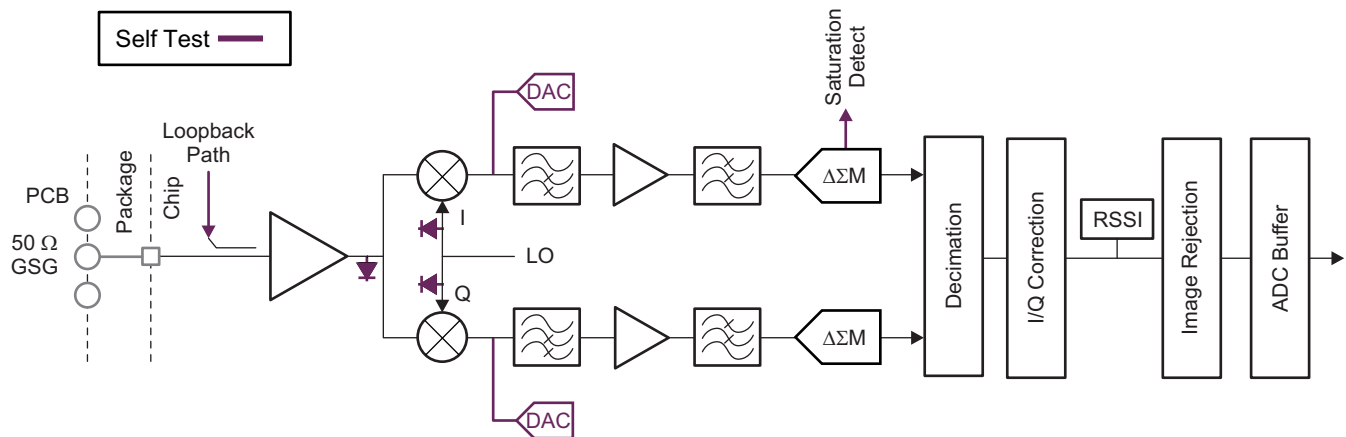 Self Test
Loopback
Path
PCB
Package
Chip
50 Ω
GSG
DAC
Saturation
Detect
ΔΣM
I
LO
Q
ΔΣM
DAC
Decimation
I/Q Correction
RSSI
Image Rejection
ADC Buffer